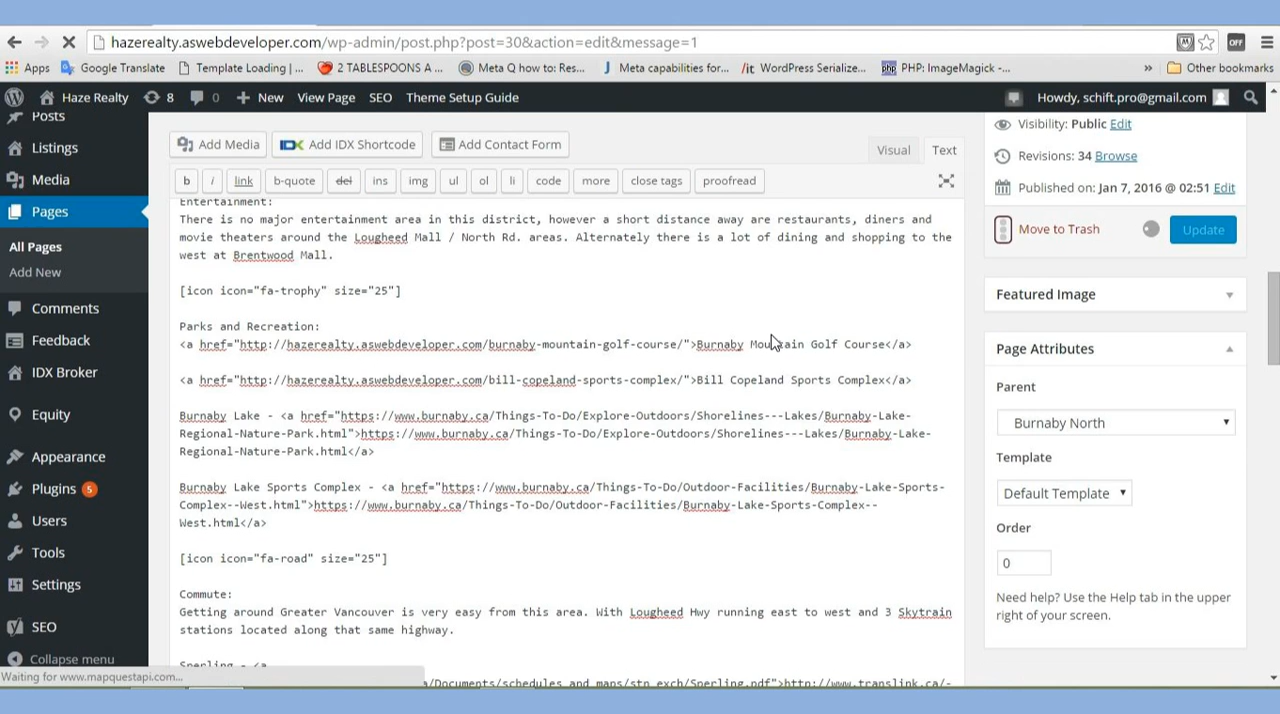 hazerealty.aswebdeveloper.com/wp-admin/post.php?post=30&action=edit&message=1
OFF
Apps Google Translate Template Loading | ... 2 TABLESPOONS A ... Meta Q how to: Res... Meta capabilities for... WordPress Serialize... PHP: ImageMagick -... » Other bookmarks
Haze Realty 8 0 + New View Page SEO Theme Setup Guide Howdy, schift.pro@gmail.com
Posts
Listings
Media
Pages
All Pages
Add New
Comments
Feedback
IDX Broker
Equity
Appearance
Plugins 5
Users
Tools
Settings
SEO
Collapse menu
Waiting for www.mapquestapi.com...
Add Media IDX Add IDX Shortcode Add Contact Form Visual Text
b i link b-quote del ins img ul ol li code more close tags proofread
Entertainment:
There is no major entertainment area in this district, however a short distance away are restaurants, diners and
movie theaters around the Lougheed Mall / North Rd. areas. Alternately there is a lot of dining and shopping to the
west at Brentwood Mall.
[icon icon="fa-trophy" size="25"]
Parks and Recreation:
<a href="http://hazerealty.aswebdeveloper.com/burnaby-mountain-golf-course/">Burnaby Mountain Golf Course</a>
<a href="http://hazerealty.aswebdeveloper.com/bill-copeland-sports-complex/">Bill Copeland Sports Complex</a>
Burnaby Lake - <a href="https://www.burnaby.ca/Things-To-Do/Explore-Outdoors/Shorelines---Lakes/Burnaby-Lake-
Regional-Nature-Park.html">https://www.burnaby.ca/Things-To-Do/Explore-Outdoors/Shorelines---Lakes/Burnaby-Lake-
Regional-Nature-Park.html</a>
Burnaby Lake Sports Complex - <a href="https://www.burnaby.ca/Things-To-Do/Outdoor-Facilities/Burnaby-Lake-Sports-
Complex--West.html">https://www.burnaby.ca/Things-To-Do/Outdoor-Facilities/Burnaby-Lake-Sports-Complex--
West.html</a>
[icon icon="fa-road" size="25"]
Commute:
Getting around Greater Vancouver is very easy from this area. With Lougheed Hwy running east to west and 3 Skytrain
stations located along that same highway.
Sperling - <a
a/Documents/schedules_and_maps/stn_exch/Sperling.pdf">http://www.translink.ca/-
Visibility: Public Edit
Revisions: 34 Browse
Published on: Jan 7, 2016 @ 02:51 Edit
Move to Trash Update
Featured Image
Page Attributes
Parent
Burnaby North
Template
Default Template
Order
0
Need help? Use the Help tab in the upper
right of your screen.